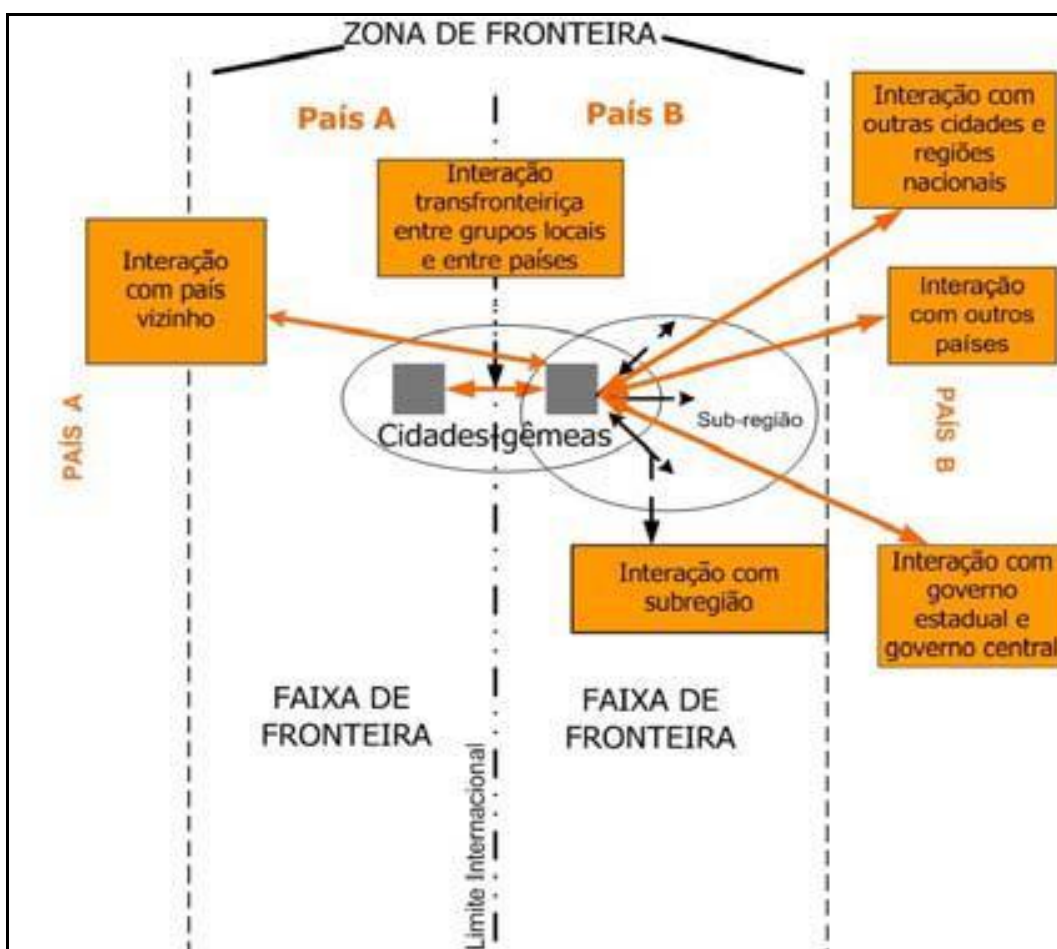 ZONA DE FRONTEIRA
País A
País B
Interação com
outras cidades e
regiões
nacionais
Interação
transfronteiriça
entre grupos locais
e entre países
Interação
com país
vizinho
Interação
com outros
países
Cidades-gêmeas
Sub-região
PAÍS A
PAÍS B
Interação com
subregião
Interação com
governo
estadual e
governo central
FAIXA DE
FRONTEIRA
FAIXA DE
FRONTEIRA
Limite Internacional